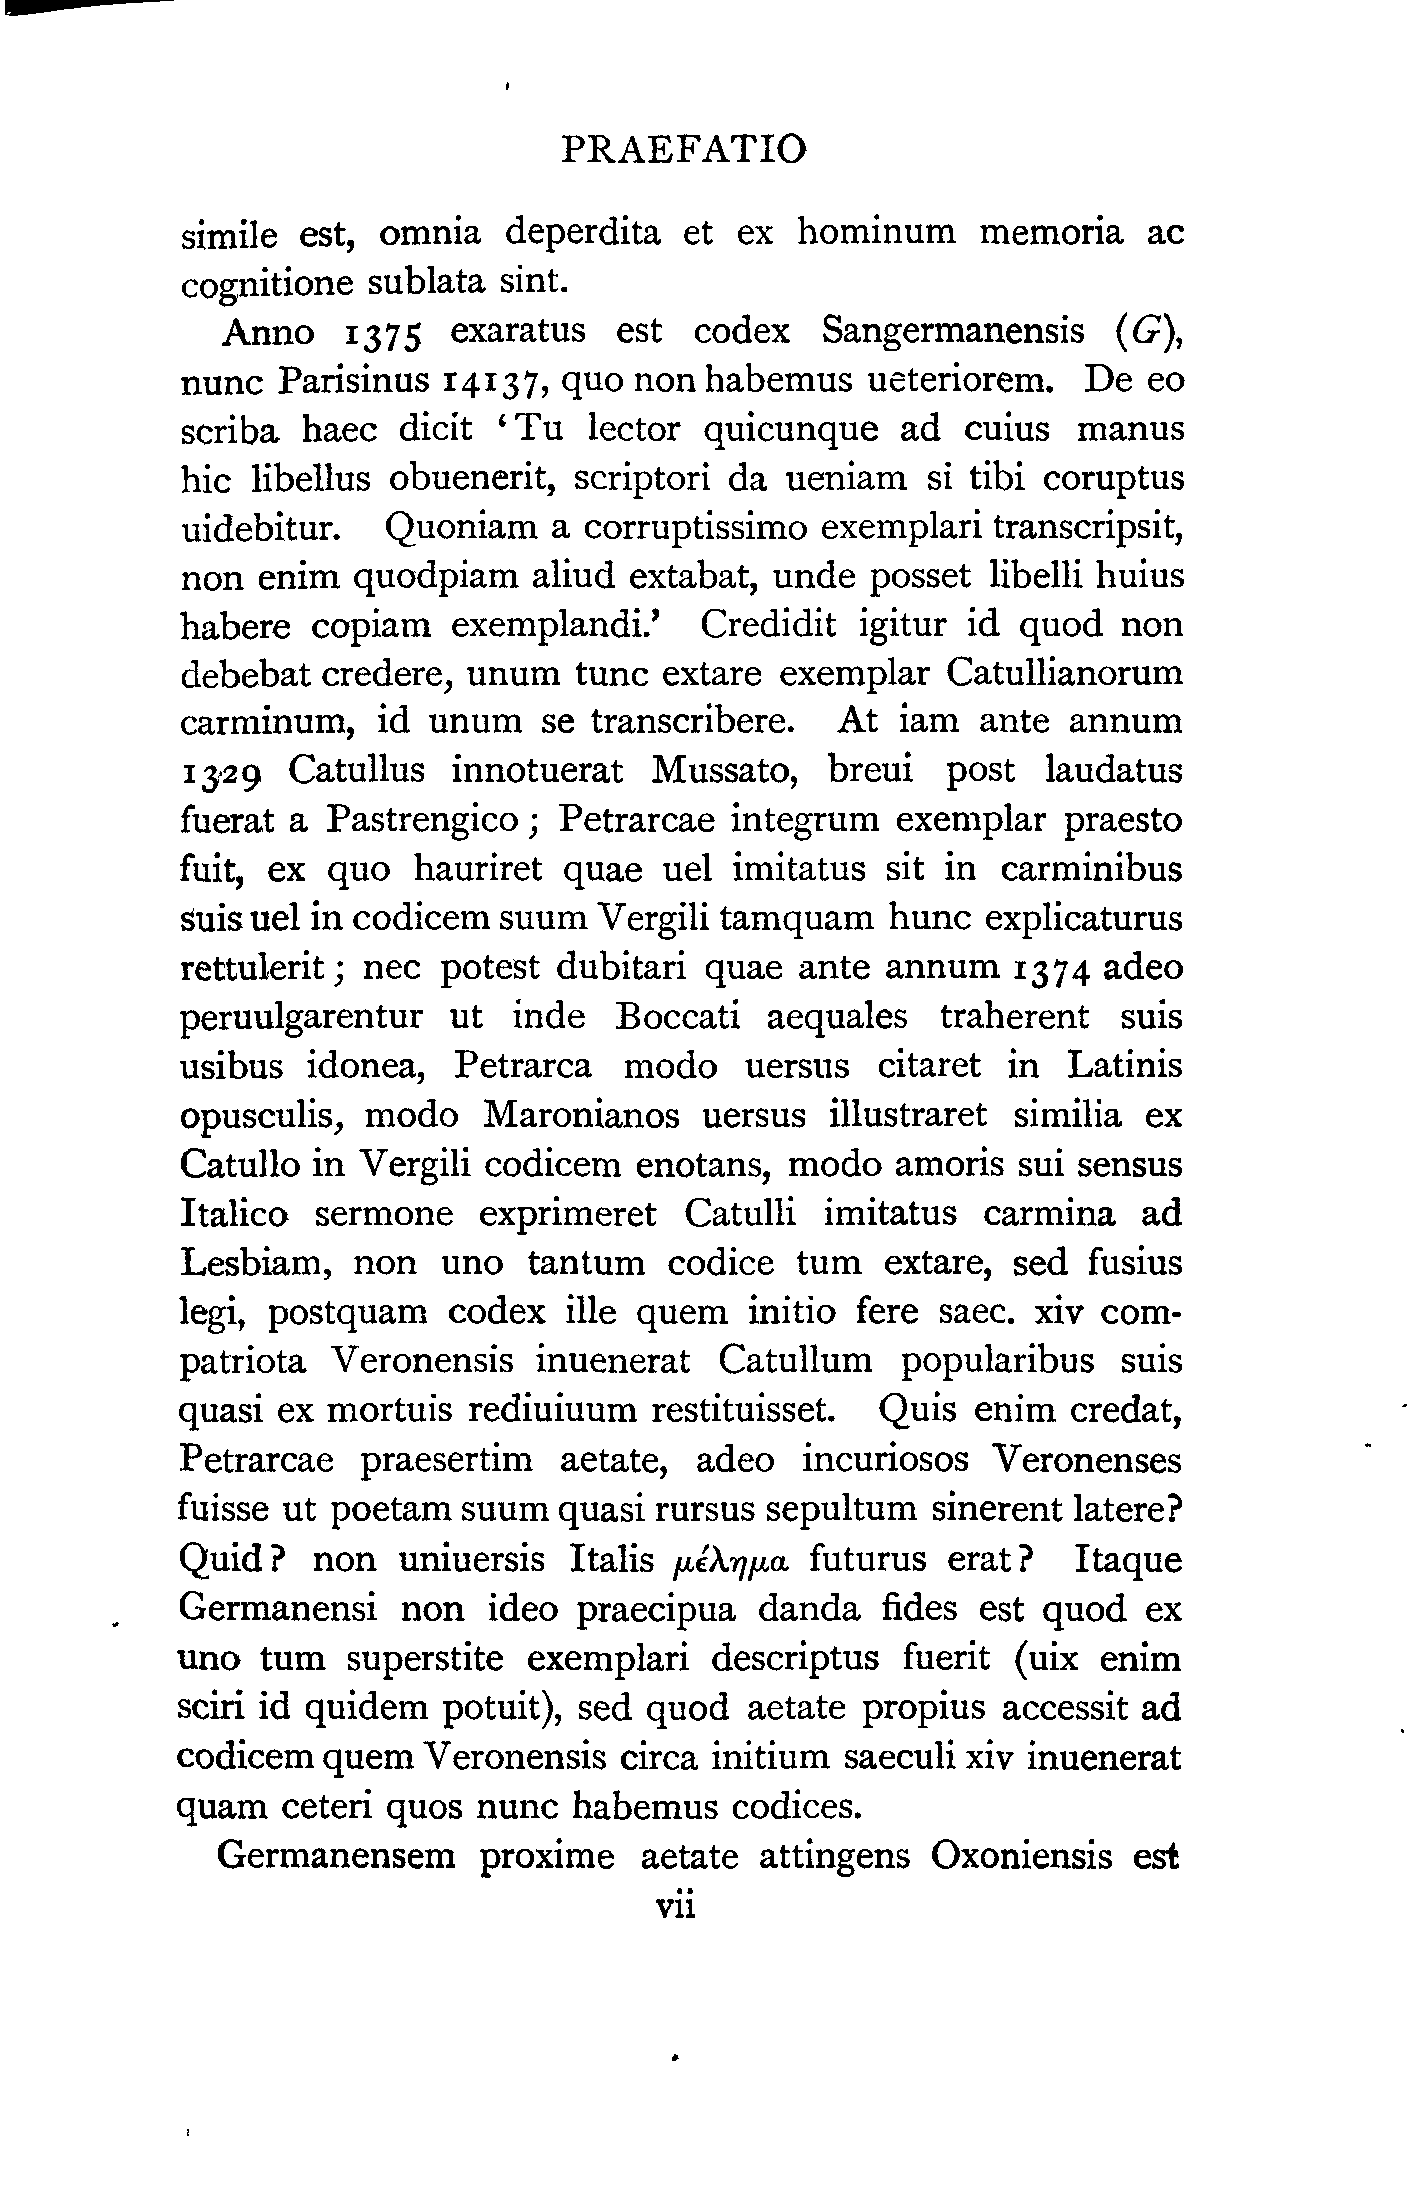 PRAEFATIO
simile est, omnia deperdita et ex hominum memoria ac
cognitione sublata sint.
Anno 1375 exaratus est codex Sangermanensis (G),
nunc Parisinus 14137, quo non habemus ueteriorem. De eo
scriba haec dicit ‘Tu lector quicunque ad cuius manus
hic libellus obuenerit, scriptori da ueniam si tibi coruptus
uidebitur. Quoniam a corruptissimo exemplari transcripsit,
non enim quodpiam aliud extabat, unde posset libelli huius
habere copiam exemplandi.’ Credidit igitur id quod non
debebat credere, unum tunc extare exemplar Catullianorum
carminum, id unum se transcribere. At iam ante annum
1329 Catullus innotuerat Mussato, breui post laudatus
fuerat a Pastrengico; Petrarcae integrum exemplar praesto
fuit, ex quo hauriret quae uel imitatus sit in carminibus
suis uel in codicem suum Vergili tamquam hunc explicaturus
rettulerit; nec potest dubitari quae ante annum 1374 adeo
peruulgarentur ut inde Boccati aequales traherent suis
usibus idonea, Petrarca modo uersus citaret in Latinis
opusculis, modo Maronianos uersus illustraret similia ex
Catullo in Vergili codicem enotans, modo amoris sui sensus
Italico sermone exprimeret Catulli imitatus carmina ad
Lesbiam, non uno tantum codice tum extare, sed fusius
legi, postquam codex ille quem initio fere saec. xiv com-
patriota Veronensis inuenerat Catullum popularibus suis
quasi ex mortuis rediuiuum restituisset. Quis enim credat,
Petrarcae praesertim aetate, adeo incuriosos Veronenses
fuisse ut poetam suum quasi rursus sepultum sinerent latere?
Quid? non uniuersis Italis μέλημα futurus erat? Itaque
Germanensi non ideo praecipua danda fides est quod ex
uno tum superstite exemplari descriptus fuerit (uix enim
sciri id quidem potuit), sed quod aetate propius accessit ad
codicem quem Veronensis circa initium saeculi xiv inuenerat
quam ceteri quos nunc habemus codices.
Germanensem proxime aetate attingens Oxoniensis est
vii